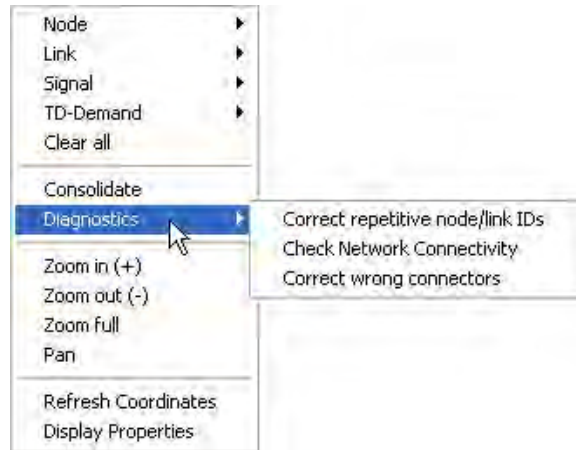 Node
Link
Signal
TD-Demand
Clear all
Consolidate
Diagnostics
Correct repetitive node/link IDs
Check Network Connectivity
Correct wrong connectors
Zoom in (+)
Zoom out (-)
Zoom full
Pan
Refresh Coordinates
Display Properties